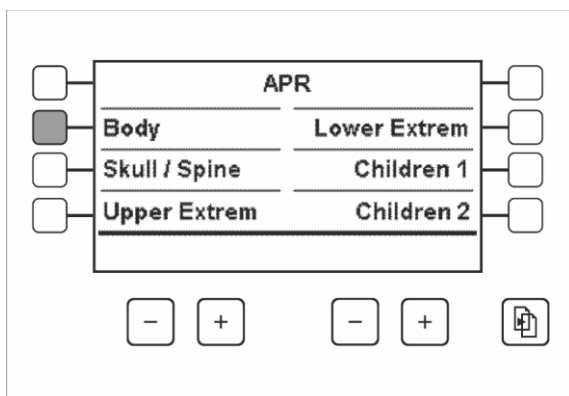 APR
Body Lower Extrem
Skull / Spine Children 1
Upper Extrem Children 2
- + - +